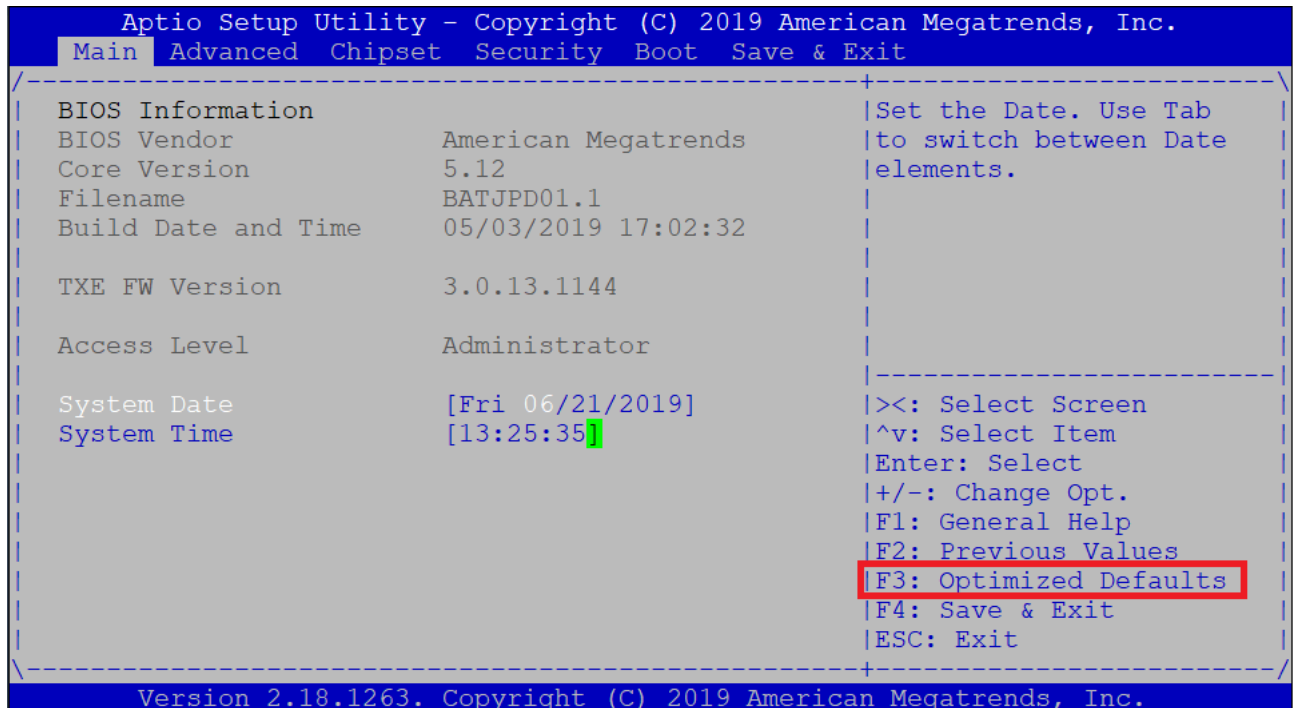 Aptio Setup Utility - Copyright (C) 2019 American Megatrends, Inc.
Main Advanced Chipset Security Boot Save & Exit
/----------------------------------------------------+-------------------------\
| BIOS Information |Set the Date. Use Tab |
| BIOS Vendor American Megatrends |to switch between Date |
| Core Version 5.12 |elements. |
| Filename BATJPD01.1 | |
| Build Date and Time 05/03/2019 17:02:32 | |
| | |
| TXE FW Version 3.0.13.1144 | |
| | |
| Access Level Administrator | |
| |-------------------------|
| System Date [Fri 06/21/2019] |><: Select Screen |
| System Time [13:25:35] |^v: Select Item |
| |Enter: Select |
| |+/-: Change Opt. |
| |F1: General Help |
| |F2: Previous Values |
| |F3: Optimized Defaults |
| |F4: Save & Exit |
| |ESC: Exit |
\----------------------------------------------------+-------------------------/
Version 2.18.1263. Copyright (C) 2019 American Megatrends, Inc.